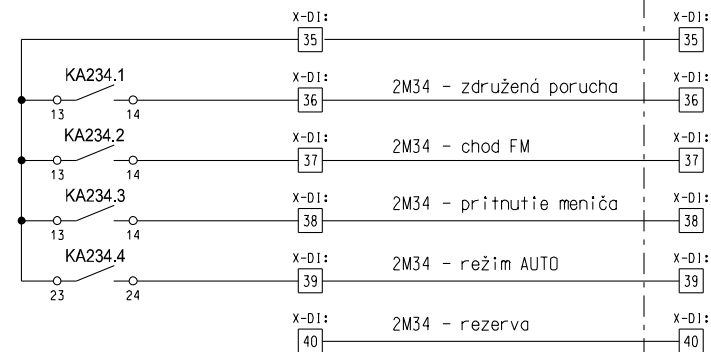 X-DI: X-DI:
35 35
KA234.1 X-DI: 2M34 - združená porucha X-DI:
13 14 36 36
KA234.2 X-DI: 2M34 - chod FM X-DI:
13 14 37 37
KA234.3 X-DI: 2M34 - pritnutie meniča X-DI:
13 14 38 38
KA234.4 X-DI: 2M34 - režim AUTO X-DI:
23 24 39 39
X-DI: 2M34 - rezerva X-DI:
40 40